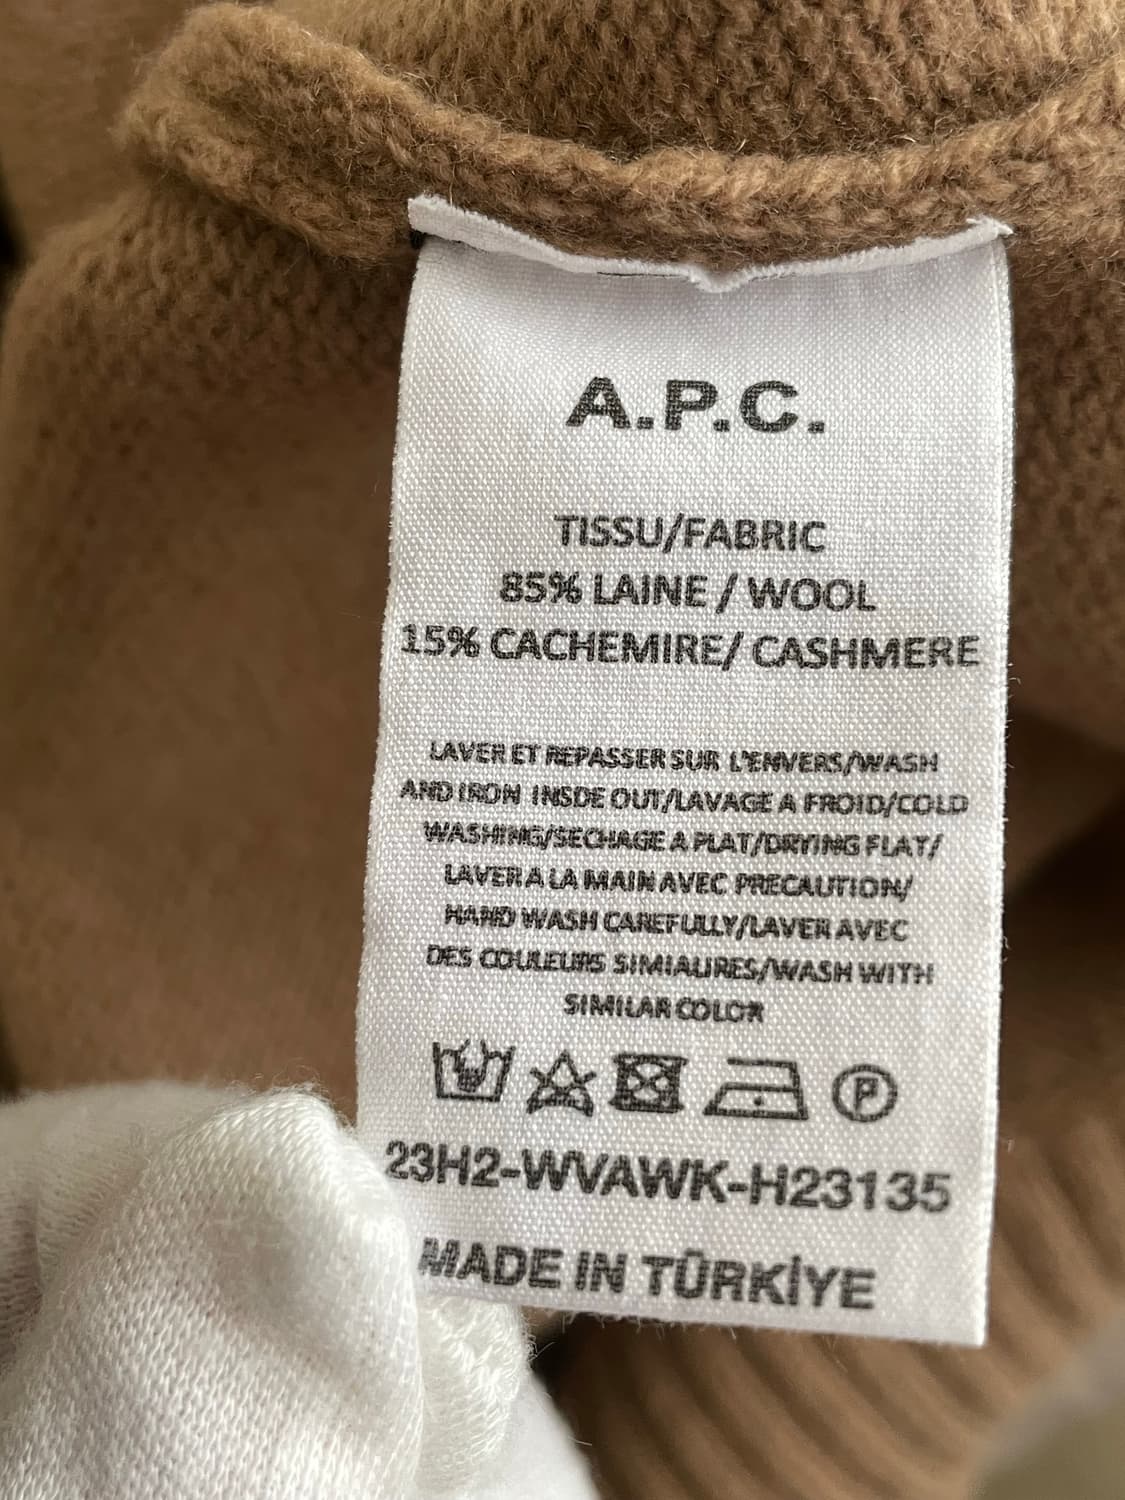 A.P.C.
TISSU/FABRIC
85% LAINE / WOOL
15% CACHEMIRE/ CASHMERE
LAVER ET REPASSER SUR L'ENVERS/WASH
AND IRON INSDE OUT/LAVAGE A FROID/COLD
WASHING/SECHAGE A PLAT/DRYING FLAT/
LAVER A LA MAIN AVEC PRECAUTION/
HAND WASH CAREFULLY/LAVER AVEC
DES COULEURS SIMIALIRES/WASH WITH
SIMILAR COLOR
P
23H2-WVAWK-H23135
MADE IN TÜRKİYE